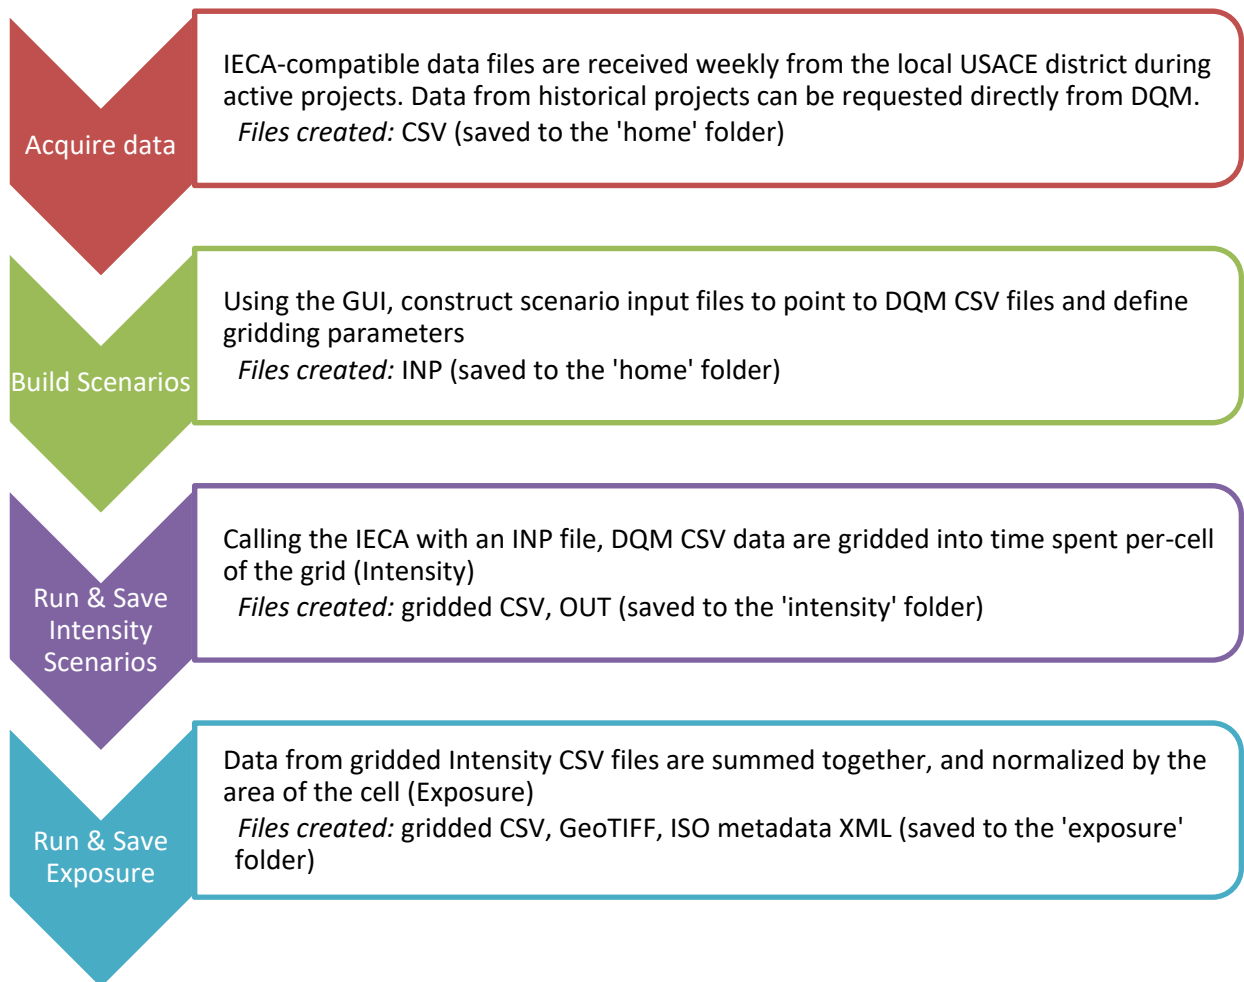 Acquire data
IECA-compatible data files are received weekly from the local USACE district during
active projects. Data from historical projects can be requested directly from DQM.
Files created: CSV (saved to the 'home' folder)
Build Scenarios
Using the GUI, construct scenario input files to point to DQM CSV files and define
gridding parameters
Files created: INP (saved to the 'home' folder)
Run & Save
Intensity
Scenarios
Calling the IECA with an INP file, DQM CSV data are gridded into time spent per-cell
of the grid (Intensity)
Files created: gridded CSV, OUT (saved to the 'intensity' folder)
Run & Save
Exposure
Data from gridded Intensity CSV files are summed together, and normalized by the
area of the cell (Exposure)
Files created: gridded CSV, GeoTIFF, ISO metadata XML (saved to the 'exposure'
folder)